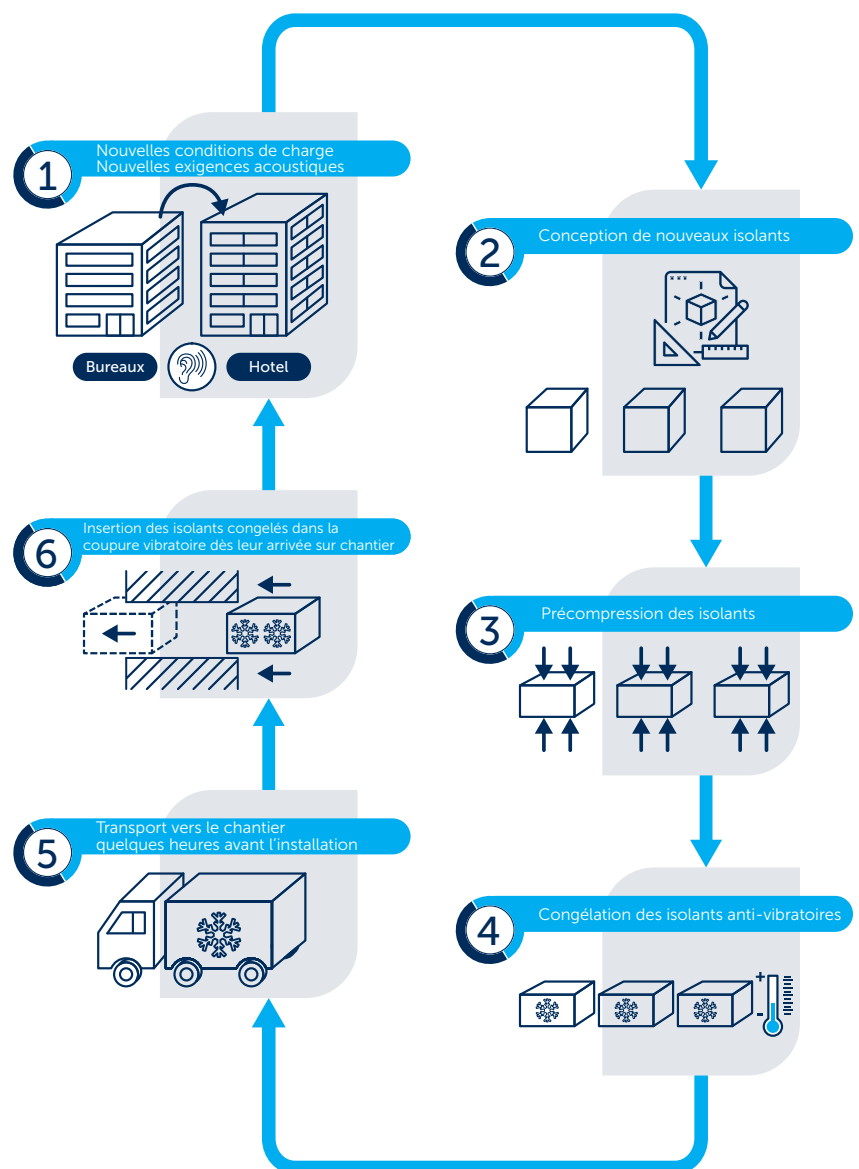 1
Nouvelles conditions de charge
Nouvelles exigences acoustiques
Bureaux
Hotel
2
Conception de nouveaux isolants
3
Précompression des isolants
4
Congélation des isolants anti-vibratoires
+
-
5
Transport vers le chantier
quelques heures avant l'installation
6
Insertion des isolants congelés dans la
coupure vibratoire dès leur arrivée sur chantier